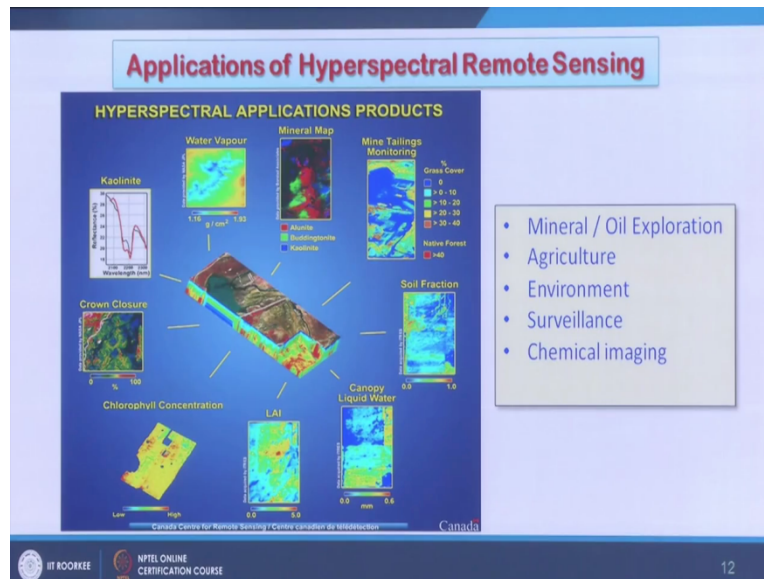 Applications of Hyperspectral Remote Sensing
HYPERSPECTRAL APPLICATIONS PRODUCTS
Water Vapour
1.16 1.93
g / cm²
Mineral Map
Alunite
Buddingtonite
Kaolinite
Mine Tailings
Monitoring
%
Grass Cover
0
> 0 - 10
> 10 - 20
> 20 - 30
> 30 - 40
Native Forest
>40
Kaolinite
Reflectance (%)
Wavelength (nm)
Crown Closure
0 100
%
Soil Fraction
0.0 1.0
Chlorophyll Concentration
Low High
LAI
0.0 5.0
Canopy
Liquid Water
0.0 0.6
mm
Canada Centre for Remote Sensing / Centre canadien de télédétection
Canada
• Mineral / Oil Exploration
• Agriculture
• Environment
• Surveillance
• Chemical imaging
IIT ROORKEE
NPTEL ONLINE
CERTIFICATION COURSE
12